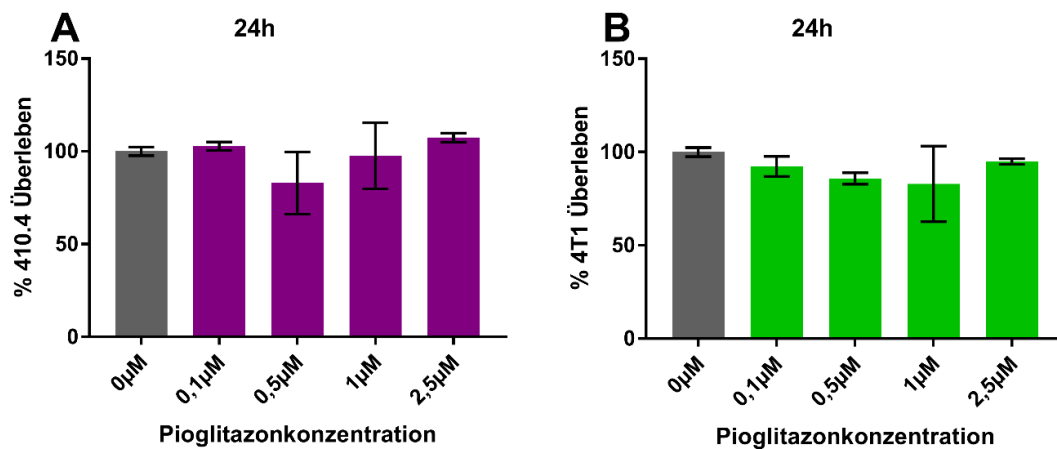 A
24h
% 410.4 Überleben
150
100
50
0
0µM
0,1µM
0,5µM
1µM
2,5µM
Pioglitazonkonzentration
B
24h
% 4T1 Überleben
150
100
50
0
0µM
0,1µM
0,5µM
1µM
2,5µM
Pioglitazonkonzentration